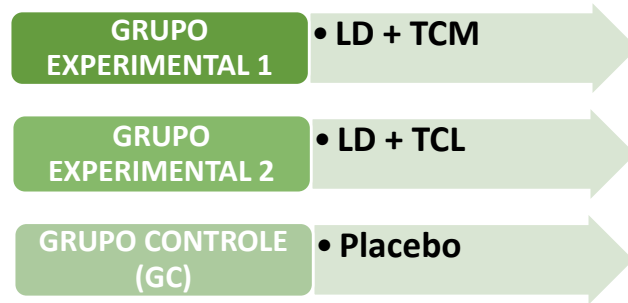 GRUPO
EXPERIMENTAL 1
• LD + TCM
GRUPO
EXPERIMENTAL 2
• LD + TCL
GRUPO CONTROLE
(GC)
• Placebo